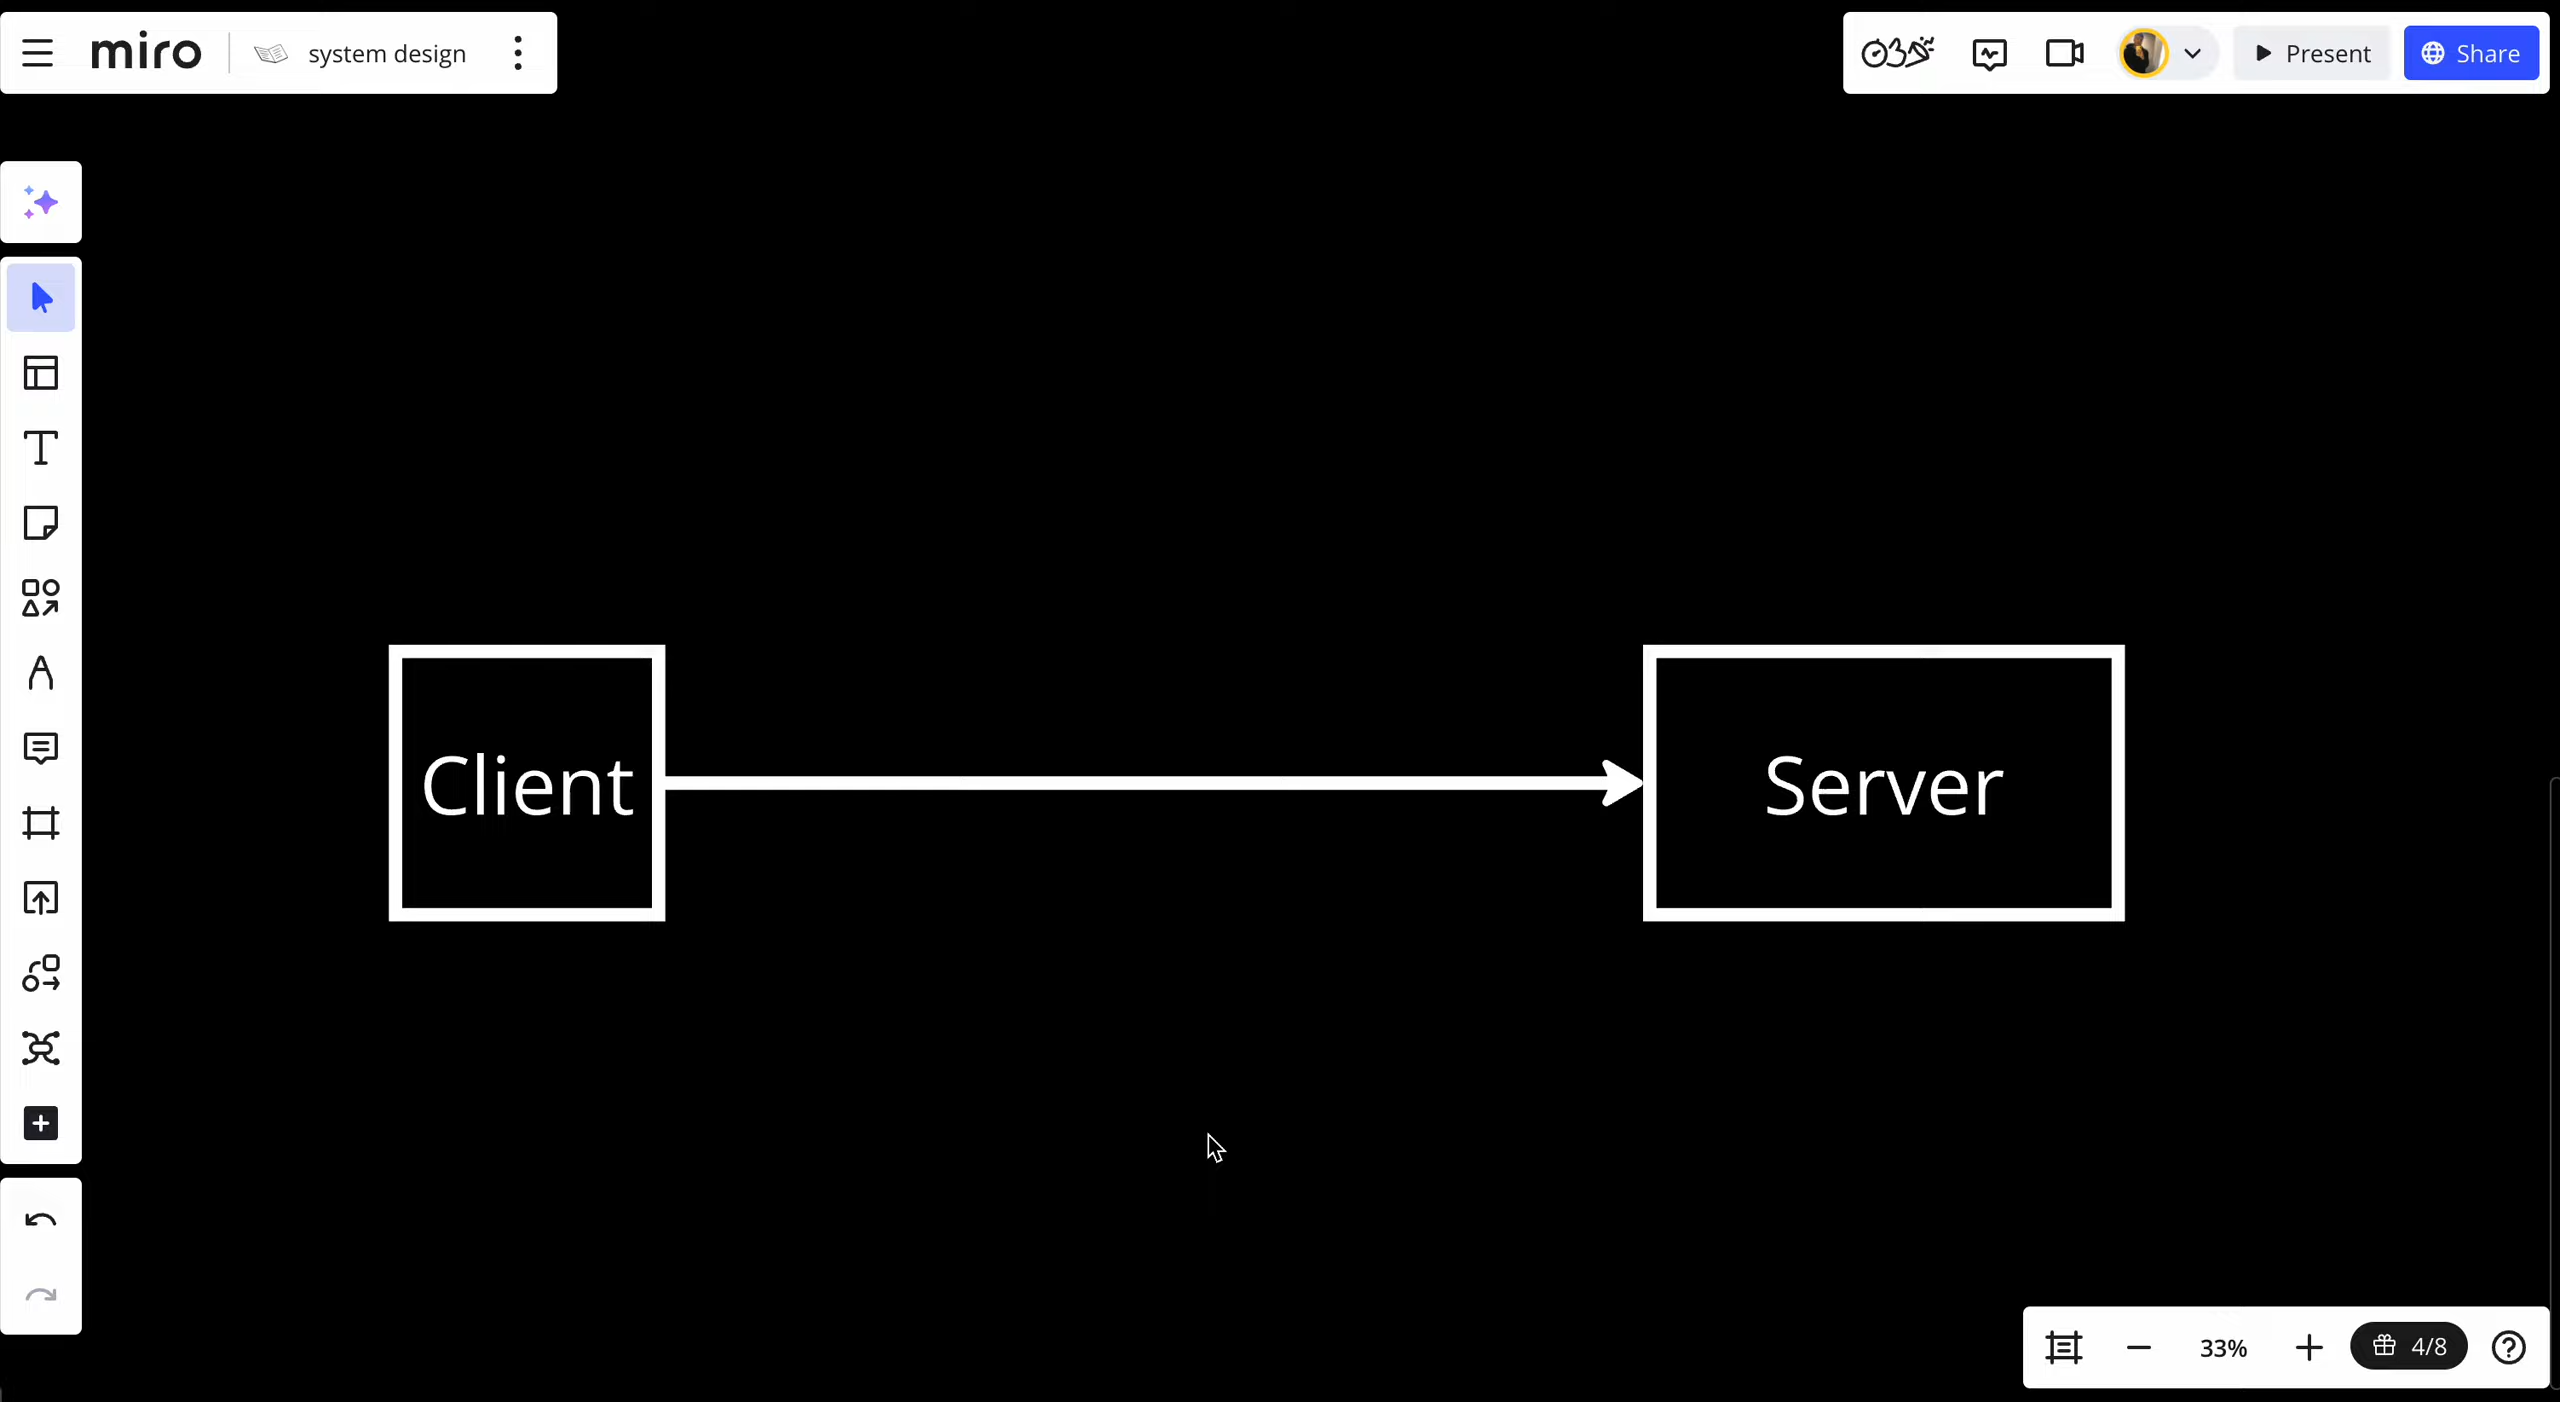 miro
system design
Present
Share
Client
Server
33%
4/8